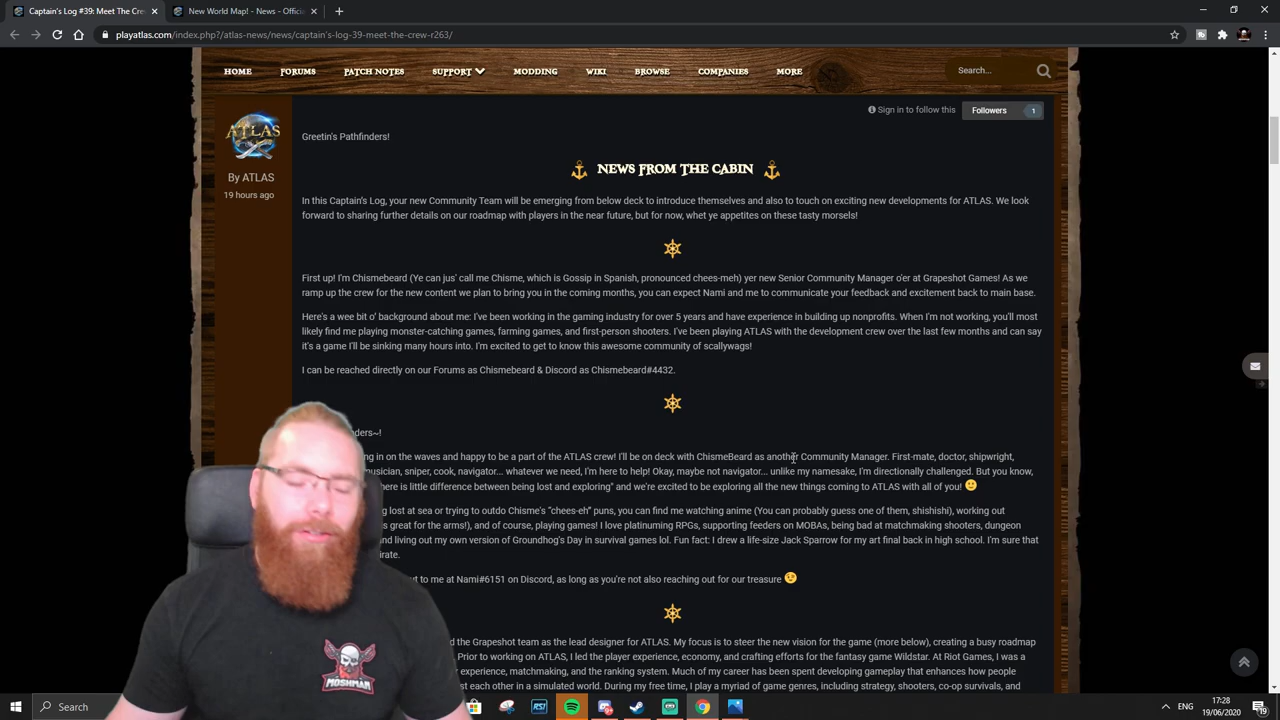 Captain's Log #39: Meet the Cre
New Captain's Log #39: Meet
playatlas.com/index.php?/atlas-news/news/captain's-log-39-meet-the-crew-r263/
HOME FORUMS PATCH NOTES SUPPORT MODDING WIKI BROWSE COMPANIES MORE Search...
Sign in to follow this Followers 1
ATLAS
By ATLAS
19 hours ago
Greetin's Pathfinders!
NEWS FROM THE CABIN
In this Captain's Log, your new Community Team will be emerging from below deck to introduce themselves and also to touch on exciting new developments for ATLAS. We look
forward to sharing further details on our roadmap with players in the near future, but for now, whet ye appetites on these tasty morsels!
First up! I'm Chismebeard (Ye can jus' call me Chisme, which is Gossip in Spanish, pronounced chees-meh) yer new Senior Community Manager o'er at Grapeshot Games! As we
ramp up the crew for the new content we plan to bring you in the coming months, you can expect Nami and me to communicate your feedback and excitement back to main base.
Here's a wee bit o' background about me: I've been working in the gaming industry for over 5 years and have experience in building up nonprofits. When I'm not working, you'll most
likely find me playing monster-catching games, farming games, and first-person shooters. I've been playing ATLAS with the development crew over the last few months and can say
it's a game I'll be sinking many hours into. I'm excited to get to know this awesome community of scallywags!
I can be reached directly on our Forums as Chismebeard & Discord as Chismebeard#4432.
nders~!
ng in on the waves and happy to be a part of the ATLAS crew! I'll be on deck with ChismeBeard as another Community Manager. First-mate, doctor, shipwright,
musician, sniper, cook, navigator... whatever we need, I'm here to help! Okay, maybe not navigator... unlike my namesake, I'm directionally challenged. But you know,
here is little difference between being lost and exploring" and we're excited to be exploring all the new things coming to ATLAS with all of you!
g lost at sea or trying to outdo Chisme's "chees-eh" puns, you can find me watching anime (You can probably guess one of them, shishishi), working out
s great for the arms!), and of course, playing games! I love platinuming RPGs, supporting feeders on MOBAs, being bad at matchmaking shooters, dungeon
nd living out my own version of Groundhog's Day in survival games lol. Fun fact: I drew a life-size Jack Sparrow for my art final back in high school. I'm sure that
irate.
ut to me at Nami#6151 on Discord, as long as you're not also reaching out for our treasure
d the Grapeshot team as the lead designer for ATLAS. My focus is to steer the new vision for the game (more below), creating a busy roadmap
Prior to working on ATLAS, I led the player experience, economy, and crafting efforts for the fantasy game Wildstar. At Riot Games, I was a
experience, matchmaking, and the ranking system. Much of my career has been spent developing gameplay that enhances how people
st each other in a simulated world. During my free time, I play a myriad of game genres, including strategy, shooters, co-op survivals, and
MOSHMAN
Search
RSI
17:28
19/06/2020